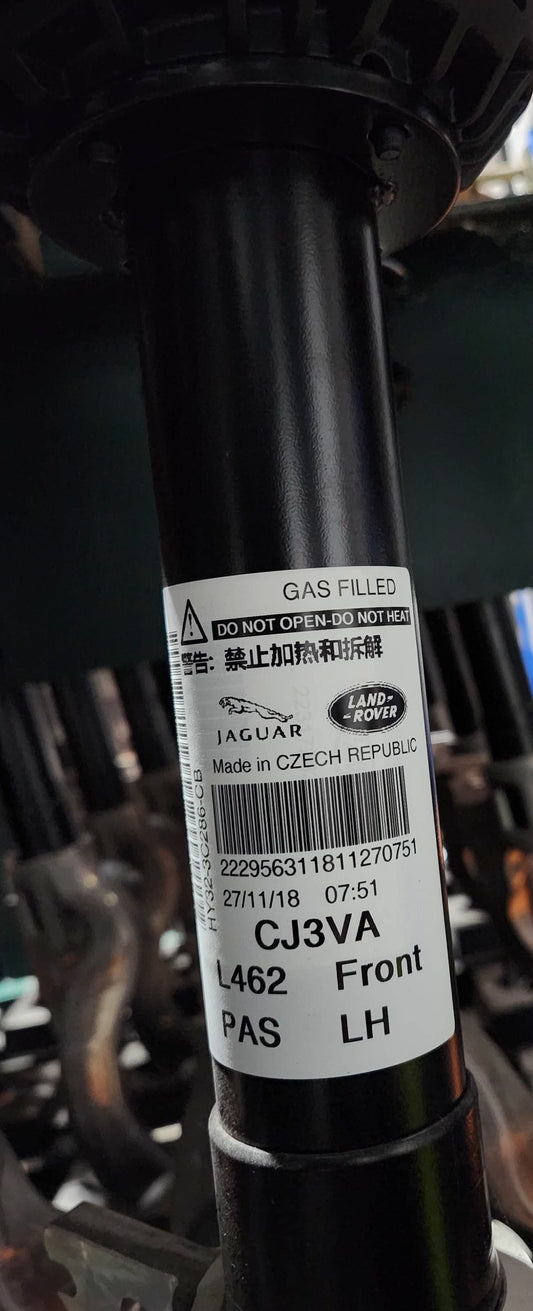 GAS FILLED
DO NOT OPEN-DO NOT HEAT
警告: 禁止加热和拆解
JAGUAR
LAND-
-ROVER
Made in CZECH REPUBLIC
HY32-3C286-CB
222956311811270751
27/11/18 07:51
CJ3VA
L462 Front
PAS LH